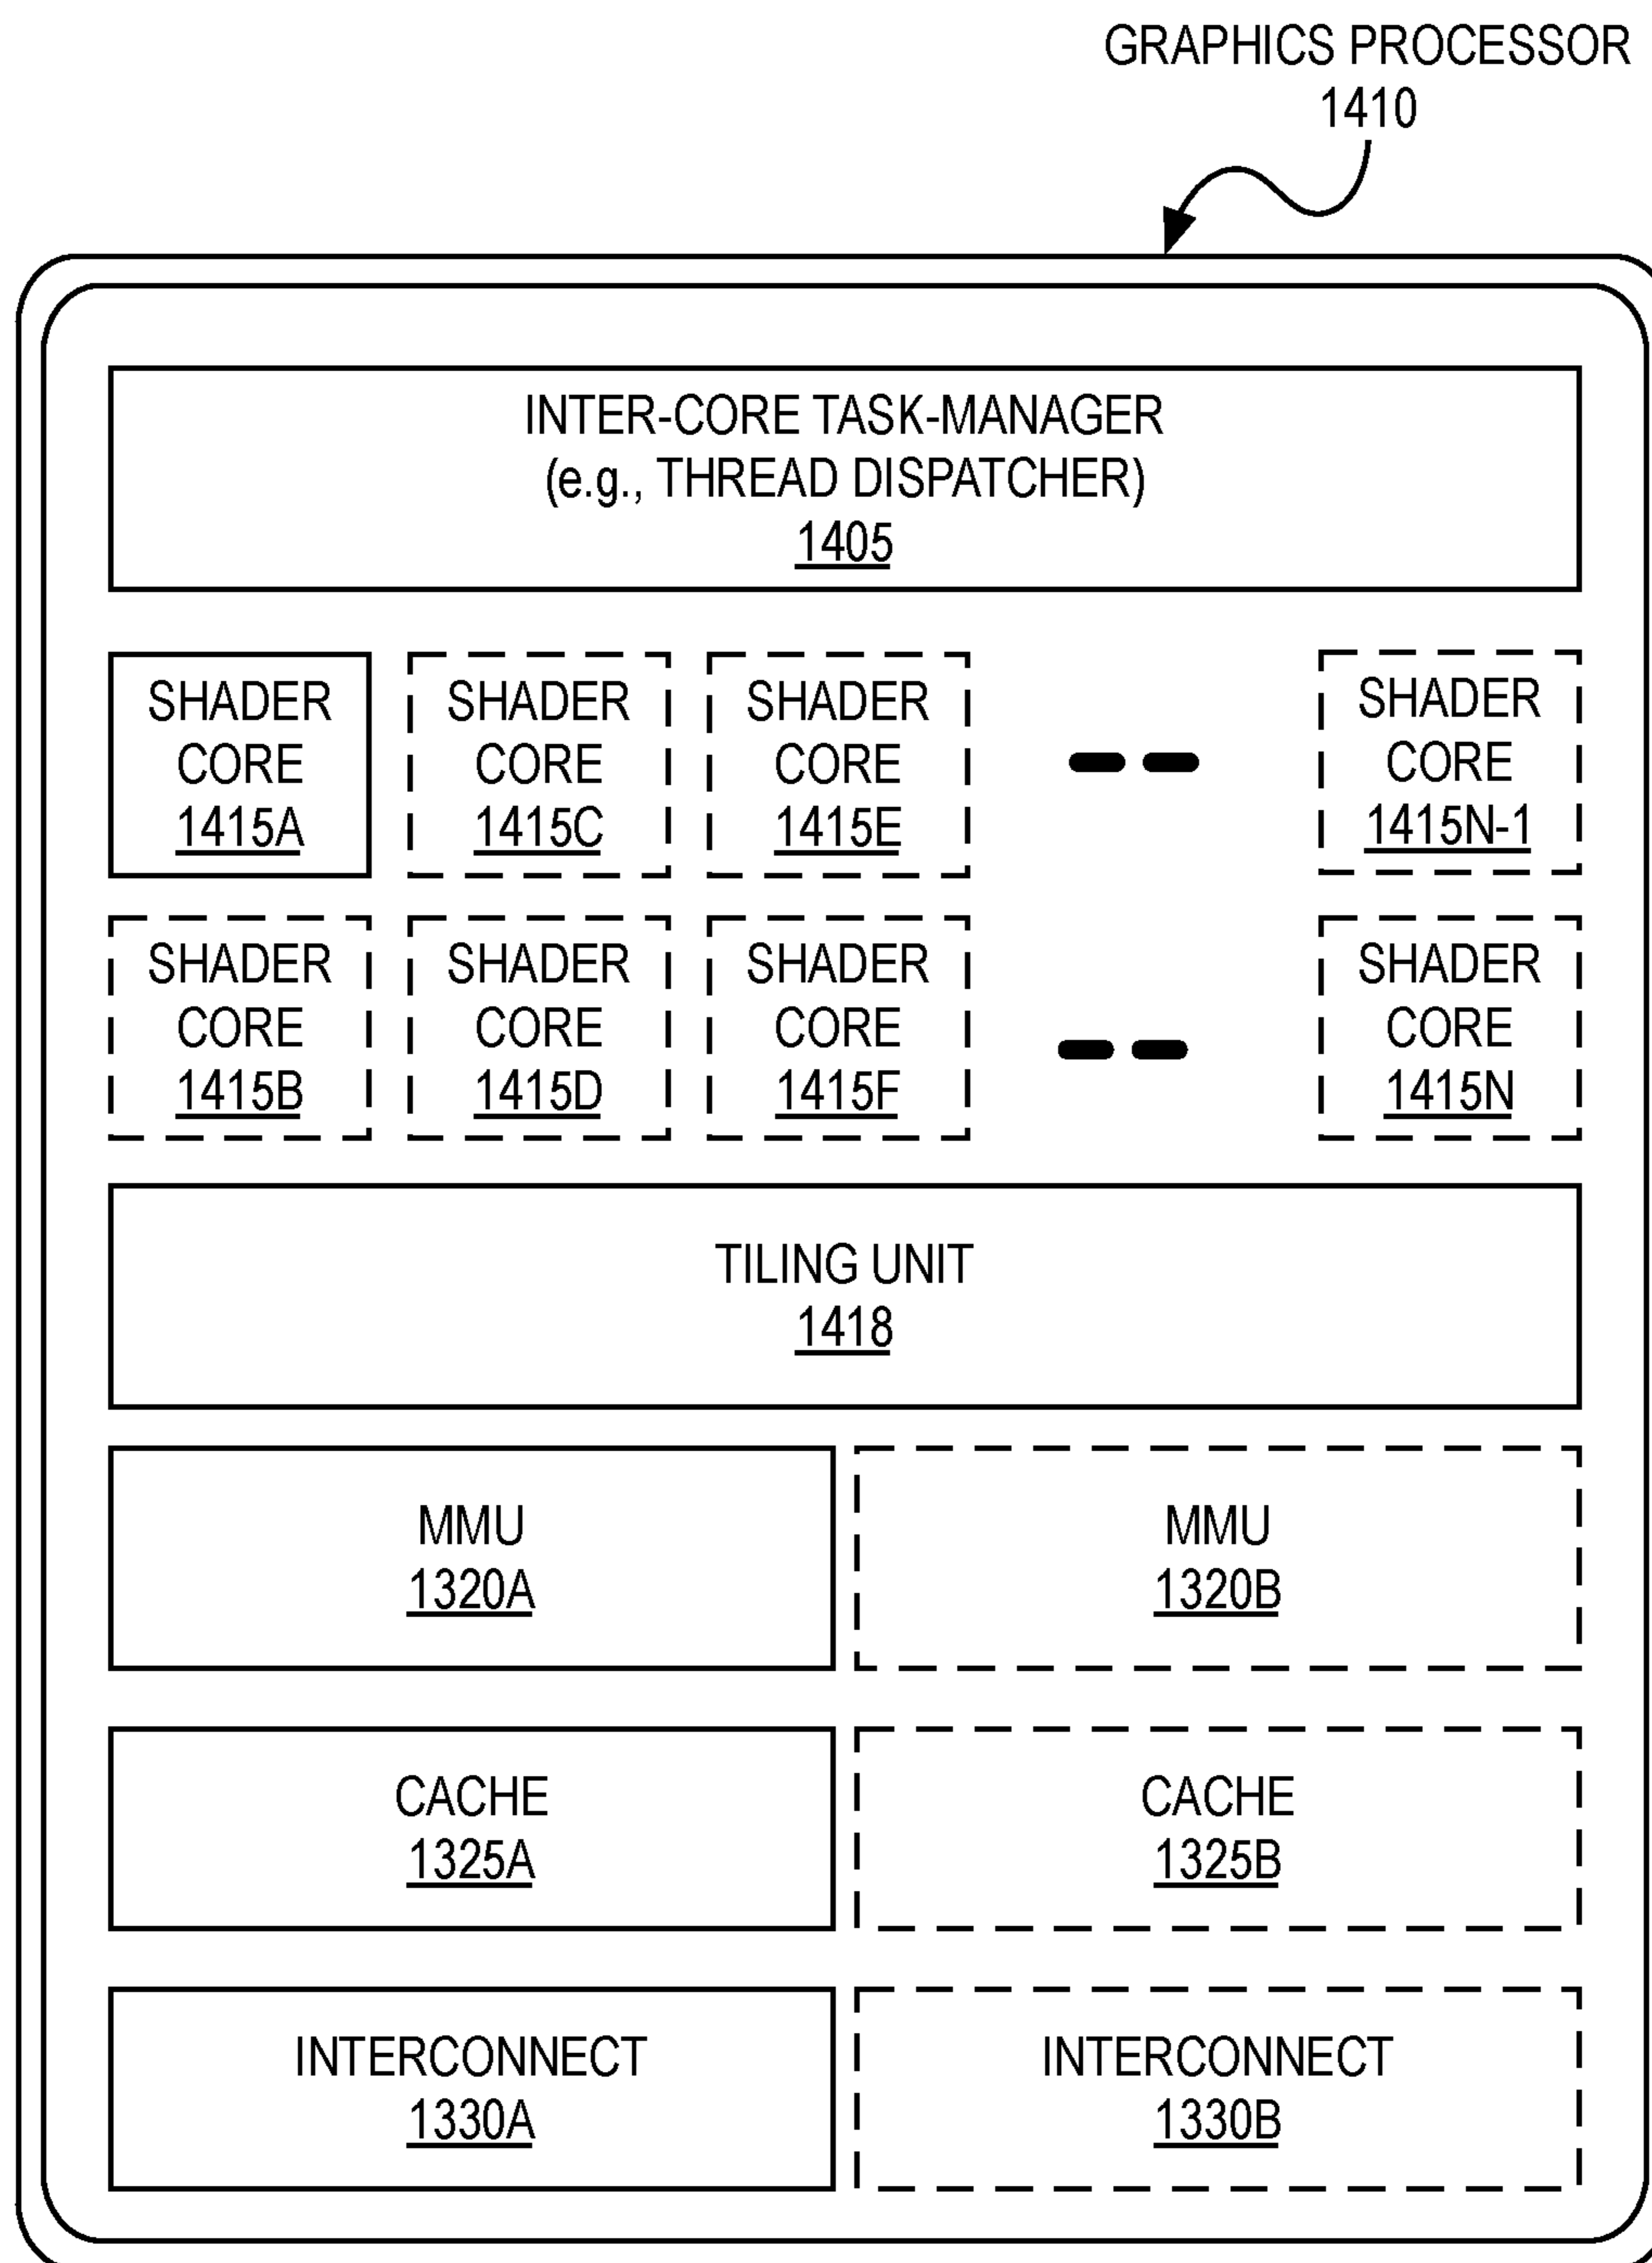 GRAPHICS PROCESSOR
1410
INTER-CORE TASK-MANAGER
(e.g., THREAD DISPATCHER)
1405
SHADER
CORE
1415A
SHADER
CORE
1415C
SHADER
CORE
1415E
SHADER
CORE
1415N-1
SHADER
CORE
1415B
SHADER
CORE
1415D
SHADER
CORE
1415F
SHADER
CORE
1415N
TILING UNIT
1418
MMU
1320A
MMU
1320B
CACHE
1325A
CACHE
1325B
INTERCONNECT
1330A
INTERCONNECT
1330B